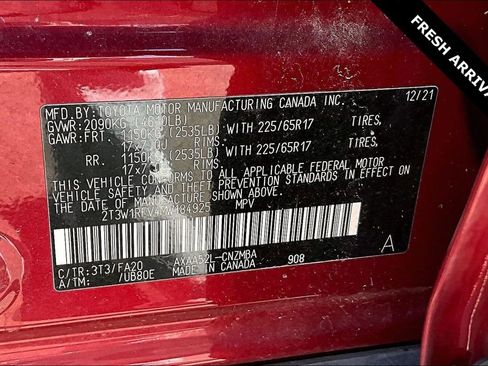 FRESH ARRIVA
MFD.BY:TOYOTA MOTOR MANUFACTURING CANADA INC. 12/21
GVWR:2090KG (4610LB)
GAWR:FRT. 1150KG (2535LB) WITH 225/65R17 TIRES,
17x7.0J RIMS,
RR. 1150KG (2535LB) WITH 225/65R17 TIRES,
RIMS,
THIS VEHICLE CONFORMS TO ALL APPLICABLE FEDERAL MOTOR
VEHICLE SAFETY AND THEFT PREVENTION STANDARDS IN
EFFECT ON THE DATE OF MANUFACTURE SHOWN ABOVE.
MPV
C/TR:3T3/FA20 AXAA52L-CNZMBA 908 A
A/TM: /UB80E MADE IN CANADA